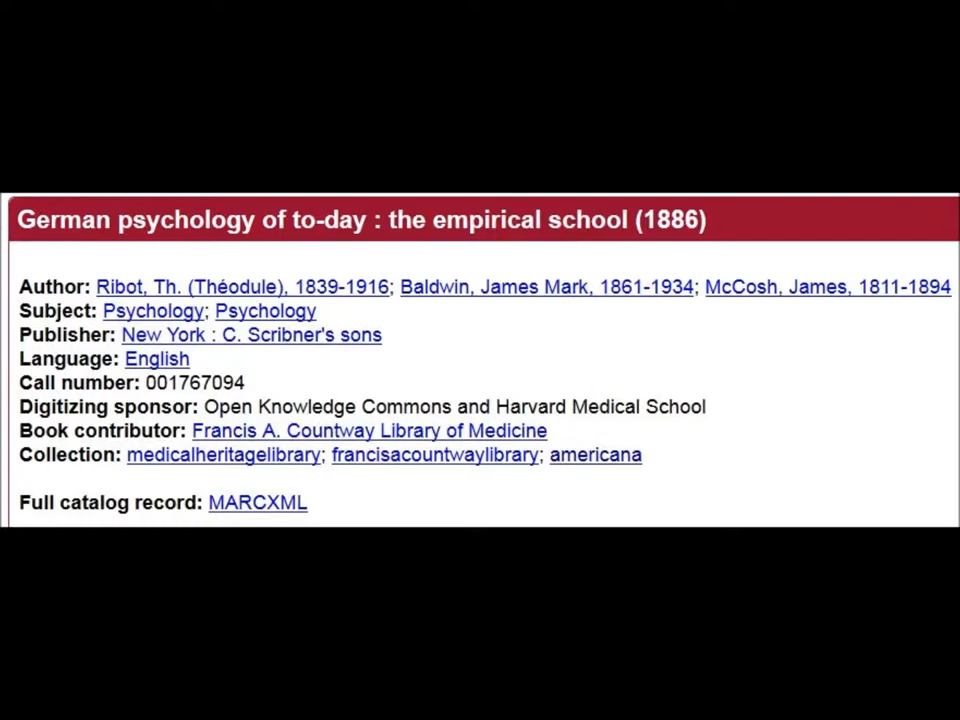 German psychology of to-day : the empirical school (1886)
Author: Ribot, Th. (Théodule), 1839-1916; Baldwin, James Mark, 1861-1934; McCosh, James, 1811-1894
Subject: Psychology; Psychology
Publisher: New York : C. Scribner's sons
Language: English
Call number: 001767094
Digitizing sponsor: Open Knowledge Commons and Harvard Medical School
Book contributor: Francis A. Countway Library of Medicine
Collection: medicalheritagelibrary; francisacountwaylibrary; americana
Full catalog record: MARCXML